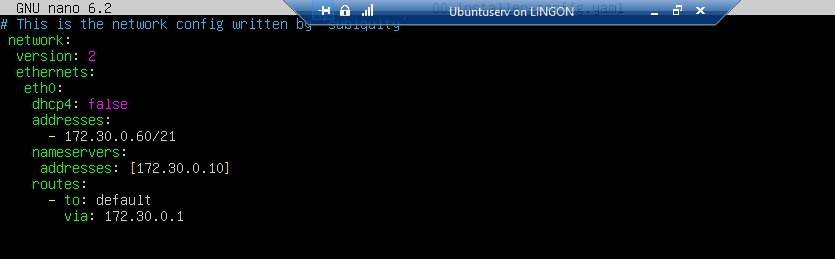 GNU nano 6.2
Ubuntuserv on LINGON
# This is the network config written by 'subiquity'
 network:
  version: 2
  ethernets:
   eth0:
    dhcp4: false
    addresses:
      - 172.30.0.60/21
    nameservers:
     addresses: [172.30.0.10]
    routes:
      - to: default
        via: 172.30.0.1